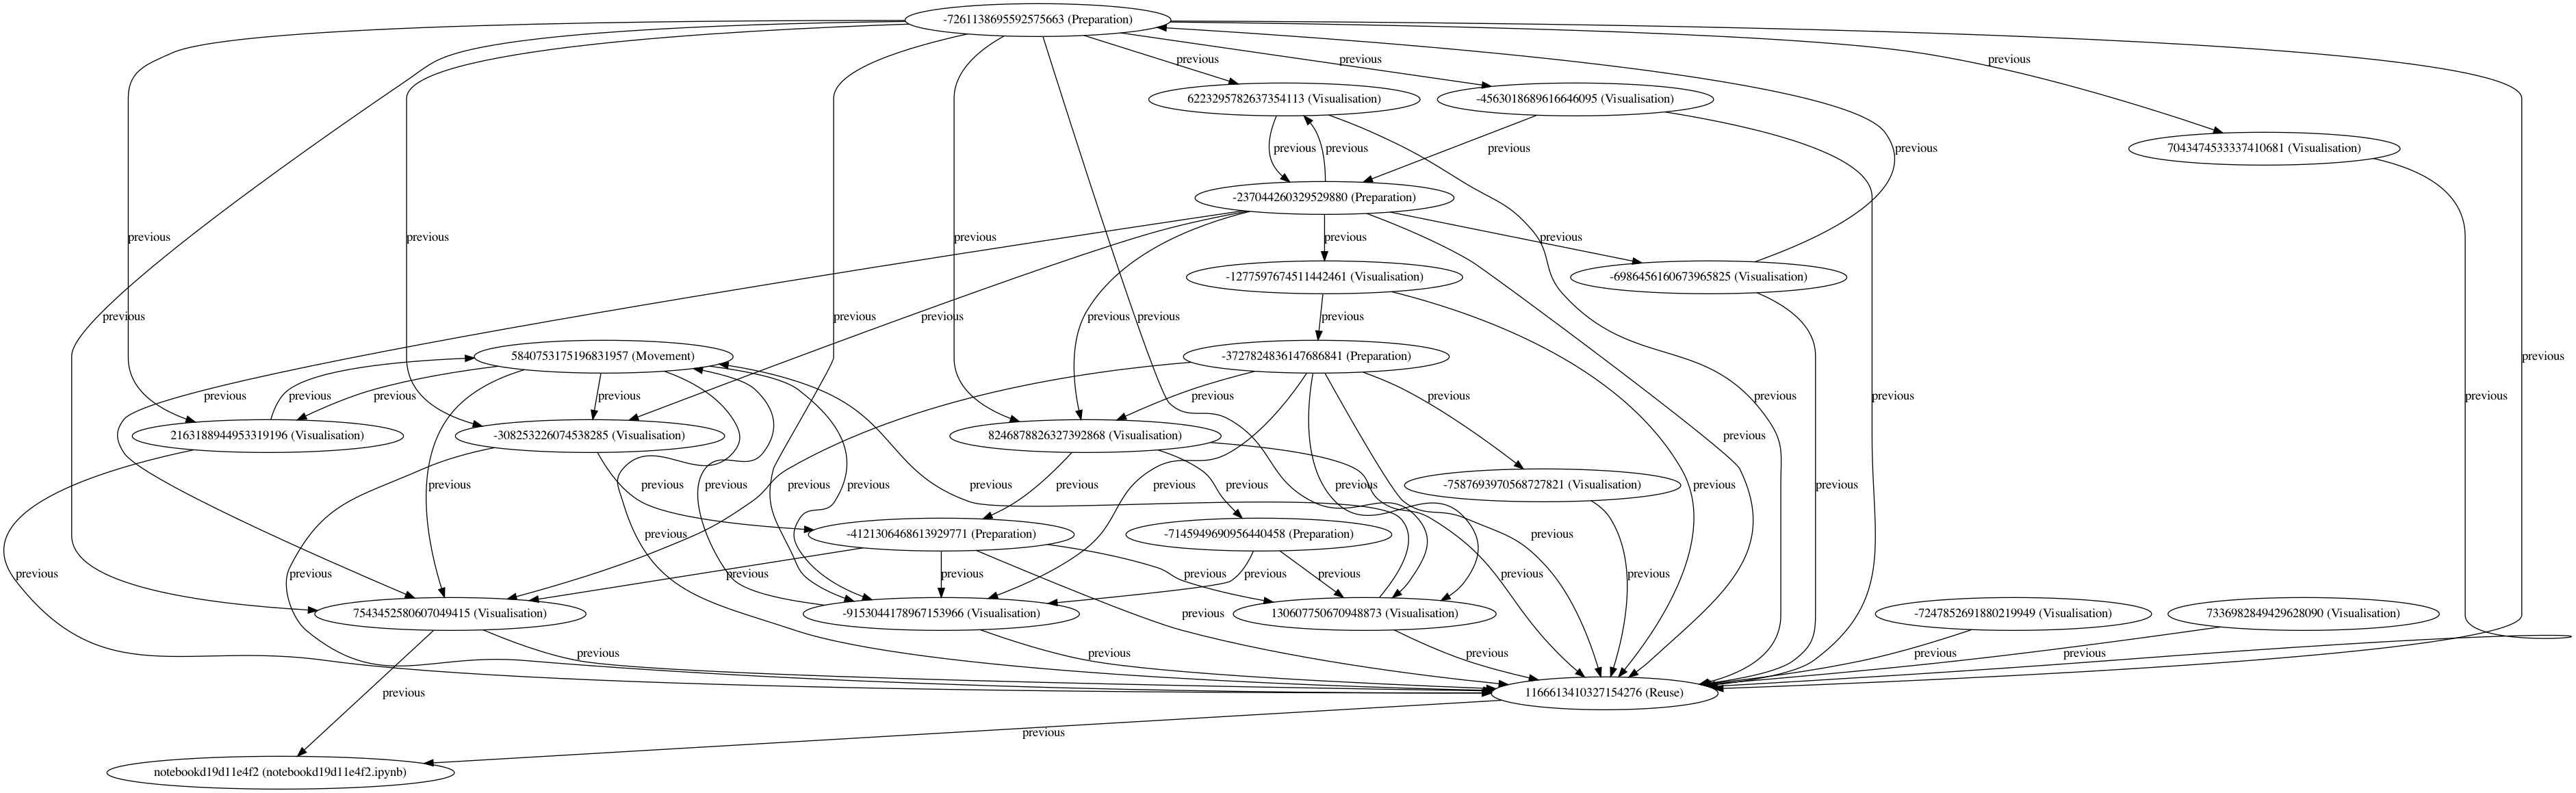 -7261138695592575663 (Preparation)
previous
previous
previous
6223295782637354113 (Visualisation)
-4563018689616646095 (Visualisation)
previous
previous
previous
previous
7043474533337410681 (Visualisation)
-237044260329529880 (Preparation)
previous
previous
previous
previous
previous
-1277597674511442461 (Visualisation)
-6986456160673965825 (Visualisation)
previous
previous
previous
previous
previous
previous
5840753175196831957 (Movement)
-3727824836147686841 (Preparation)
previous
previous
previous
previous
previous
previous
previous
previous
previous
previous
2163188944953319196 (Visualisation)
-308253226074538285 (Visualisation)
8246878826327392868 (Visualisation)
previous
previous
previous
previous
previous
previous
previous
previous
previous
previous
previous
-7587693970568727821 (Visualisation)
previous
previous
previous
-4121306468613929771 (Preparation)
-7145949690956440458 (Preparation)
previous
previous
previous
previous
previous
previous
previous
previous
previous
previous
7543452580607049415 (Visualisation)
-9153044178967153966 (Visualisation)
previous
130607750670948873 (Visualisation)
-7247852691880219949 (Visualisation)
7336982849429628090 (Visualisation)
previous
previous
previous
previous
previous
previous
1166613410327154276 (Reuse)
previous
notebookd19d11e4f2 (notebookd19d11e4f2.ipynb)